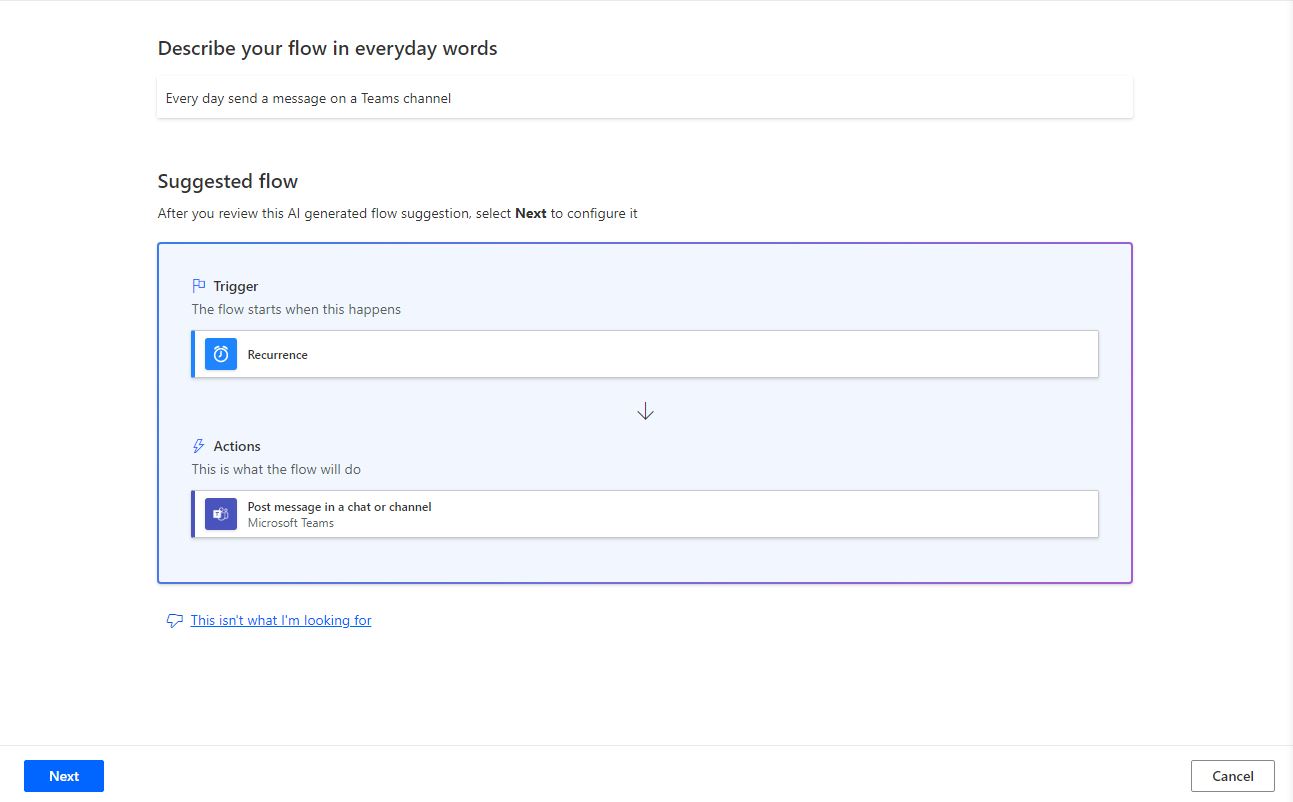 Describe your flow in everyday words
Every day send a message on a Teams channel
Suggested flow
After you review this AI generated flow suggestion, select Next to configure it
Trigger
The flow starts when this happens
Recurrence
Actions
This is what the flow will do
Post message in a chat or channel
Microsoft Teams
This isn't what I'm looking for
Next
Cancel